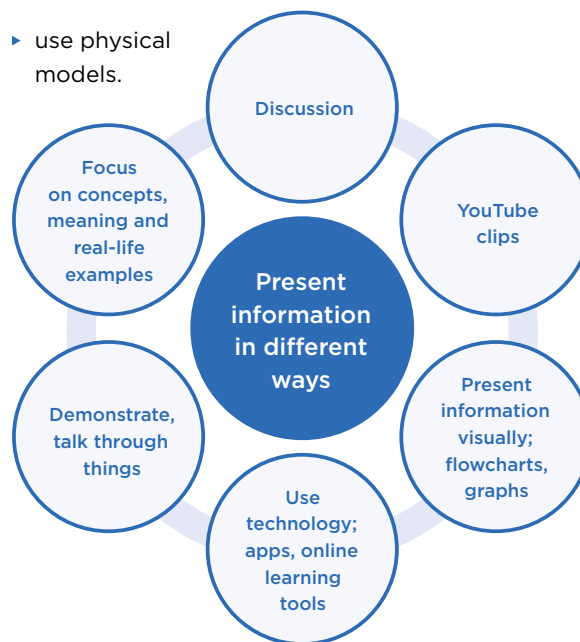 ▸ use physical
models.
Discussion
YouTube
clips
Present
information
visually;
flowcharts,
graphs
Use
technology;
apps, online
learning
tools
Demonstrate,
talk through
things
Focus
on concepts,
meaning and
real-life
examples
Present
information
in different
ways